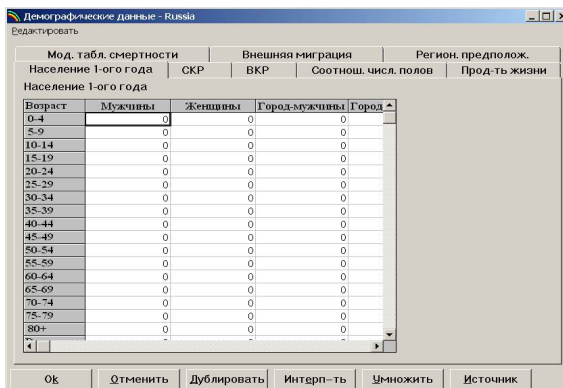 Демографические данные - Russia
Редактировать
Мод. табл. смертности Внешняя миграция Регион. предполож.
Население 1-ого года СКР ВКР Соотнош. числ. полов Прод-ть жизни
Население 1-ого года
Возраст Мужчины Женщины Город-мужчины Город
0-4 0 0 0
5-9 0 0 0
10-14 0 0 0
15-19 0 0 0
20-24 0 0 0
25-29 0 0 0
30-34 0 0 0
35-39 0 0 0
40-44 0 0 0
45-49 0 0 0
50-54 0 0 0
55-59 0 0 0
60-64 0 0 0
65-69 0 0 0
70-74 0 0 0
75-79 0 0 0
80+ 0 0 0
Ok Отменить Дублировать Интерп-ть Умножить Источник